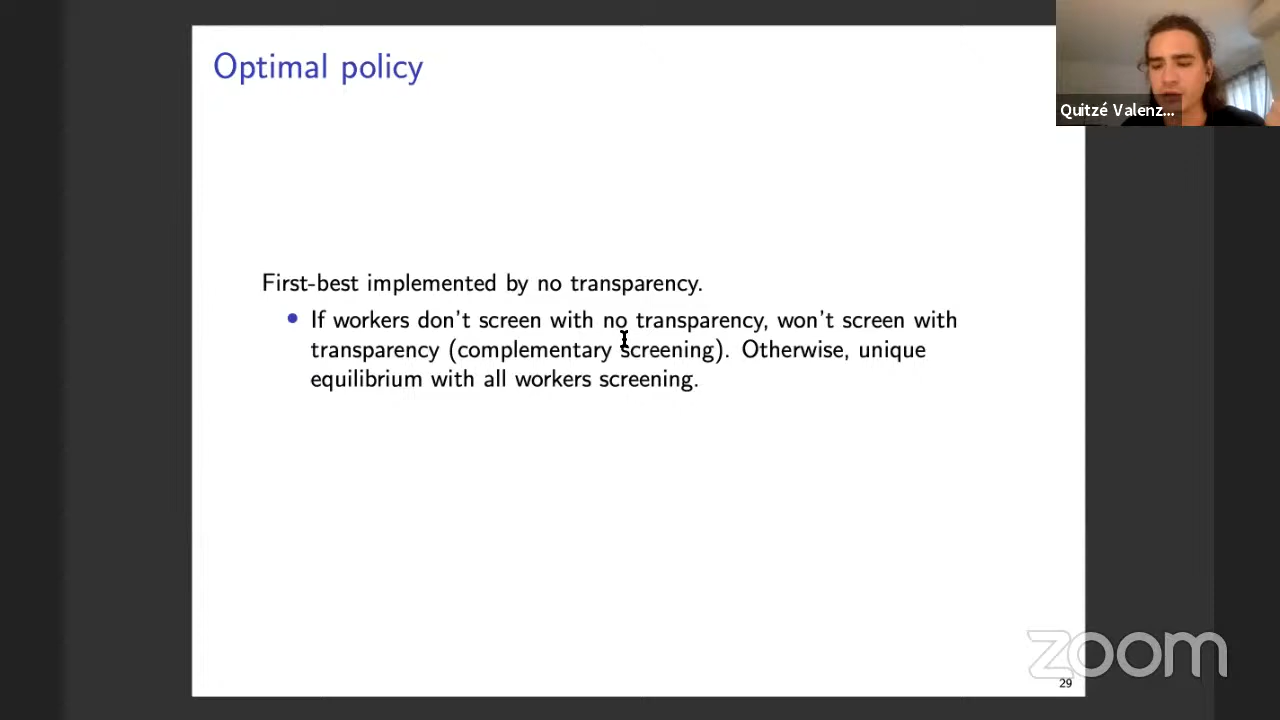 Optimal policy
Quitzé Valenz...
First-best implemented by no transparency.
If workers don't screen with no transparency, won't screen with
transparency (complementary screening). Otherwise, unique
equilibrium with all workers screening.
zoom
29